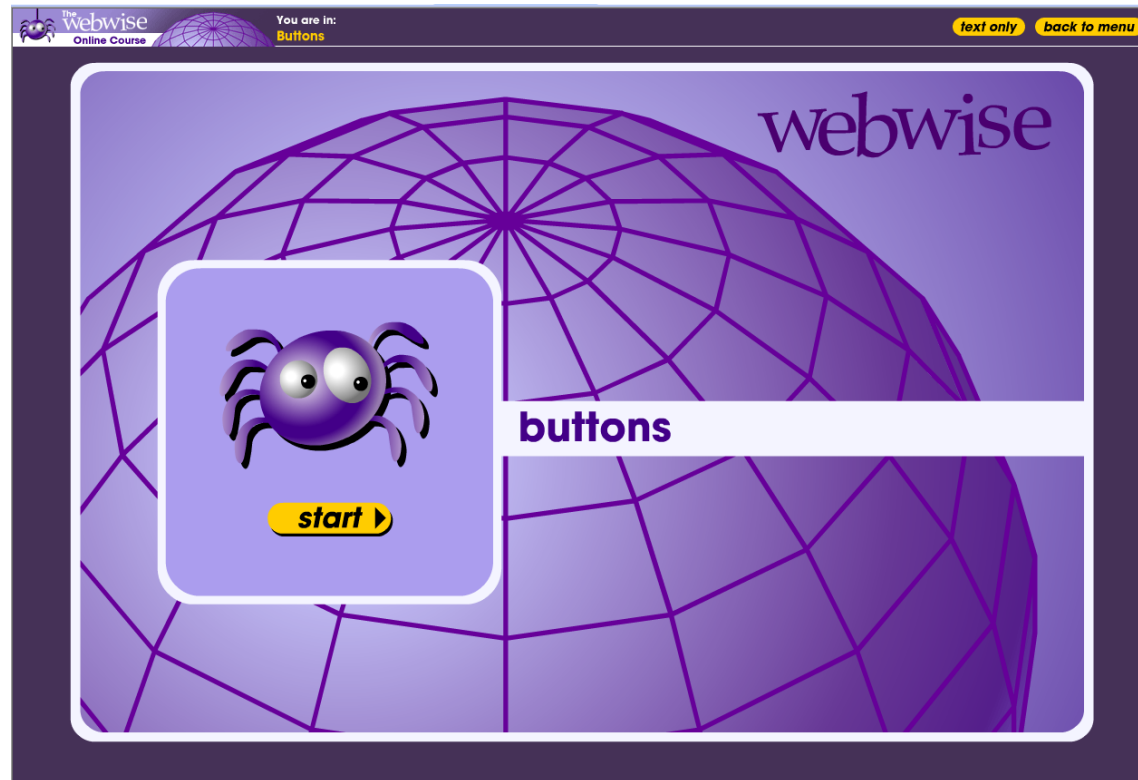 The
webwise
Online Course
You are in:
Buttons
text only
back to menu
webwise
buttons
start